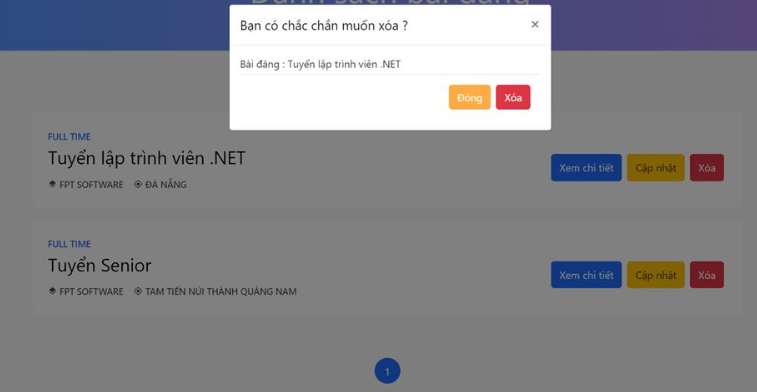 Danh sách bài đăng
Bạn có chắc chắn muốn xóa ?
×
Bài đăng : Tuyển lập trình viên .NET
Đóng Xóa
FULL TIME
Tuyển lập trình viên .NET
FPT SOFTWARE ĐÀ NẴNG
Xem chi tiết Cập nhật Xóa
FULL TIME
Tuyển Senior
FPT SOFTWARE TAM TIẾN NÚI THÀNH QUẢNG NAM
Xem chi tiết Cập nhật Xóa
1